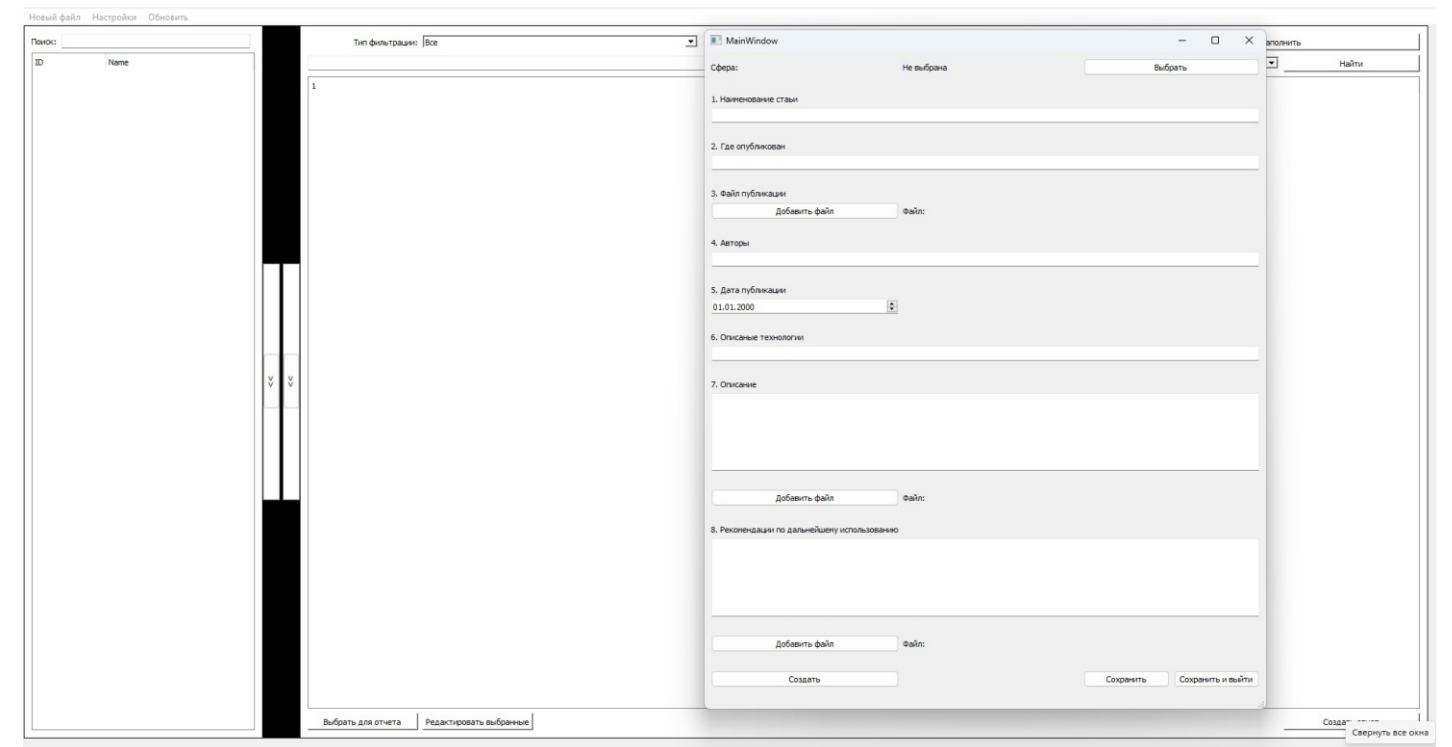 Новый файл Настройки Обновить
Поиск:
ID Name
>>
>>
Тип фильтрации: Все
1
Выбрать для отчета Редактировать выбранные
MainWindow
Сфера: Не выбрана Выбрать
1. Наименование стаьи
2. Где опубликован
3. Файл публикации
Добавить файл Файл:
4. Авторы
5. Дата публикации
01.01.2000
6. Описаные технологии
7. Описание
Добавить файл Файл:
8. Рекомендации по дальнейшему использованию
Добавить файл Файл:
Создать Сохранить Сохранить и выйти
Найти
Свернуть все окна